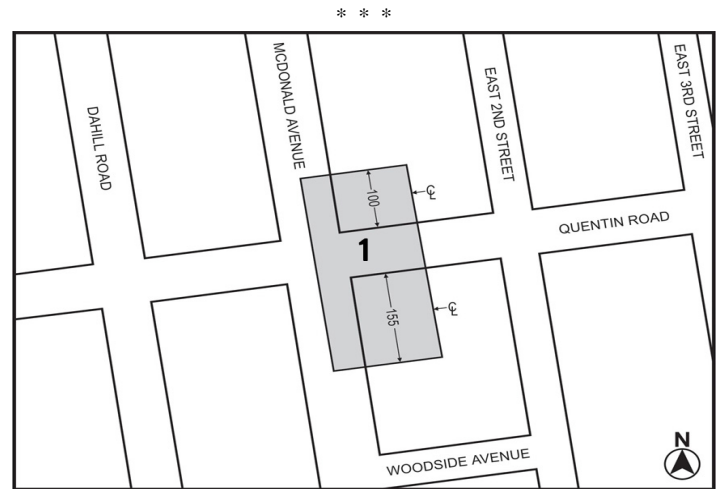 * * *
DAHILL ROAD
MCDONALD AVENUE
EAST 2ND STREET
EAST 3RD STREET
100
℄
QUENTIN ROAD
1
155
℄
WOODSIDE AVENUE
N